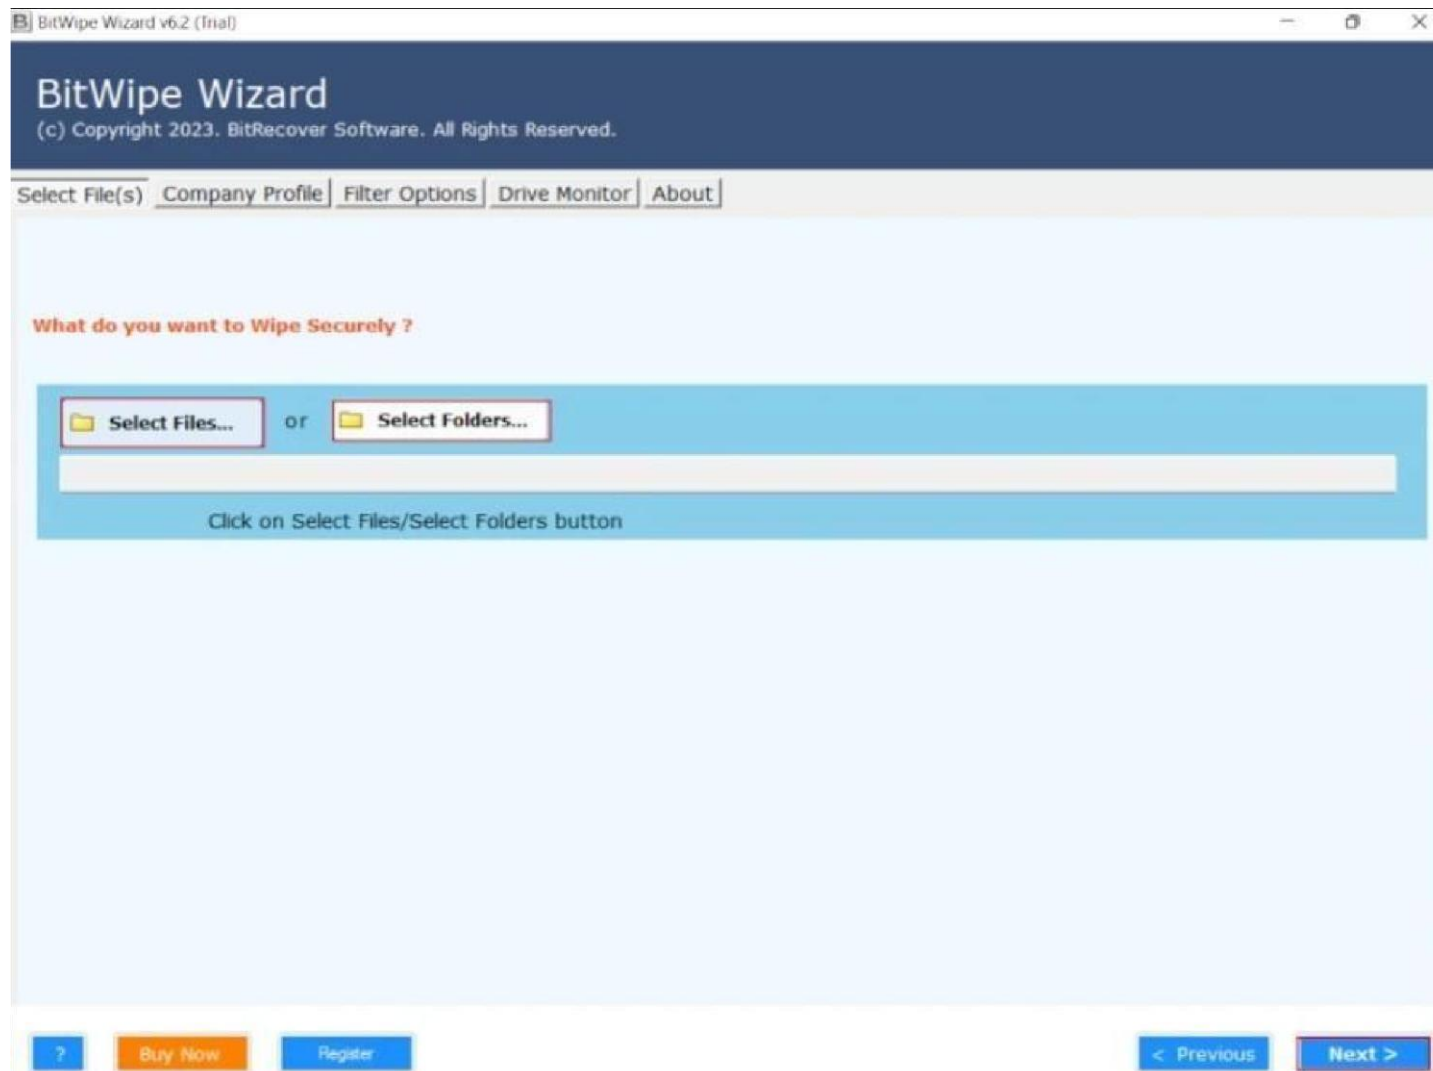 BitWipe Wizard v6.2 (Trial)
BitWipe Wizard
(c) Copyright 2023. BitRecover Software. All Rights Reserved.
Select File(s) Company Profile Filter Options Drive Monitor About
What do you want to Wipe Securely ?
Select Files... or Select Folders...
Click on Select Files/Select Folders button
? Buy Now Register < Previous Next >